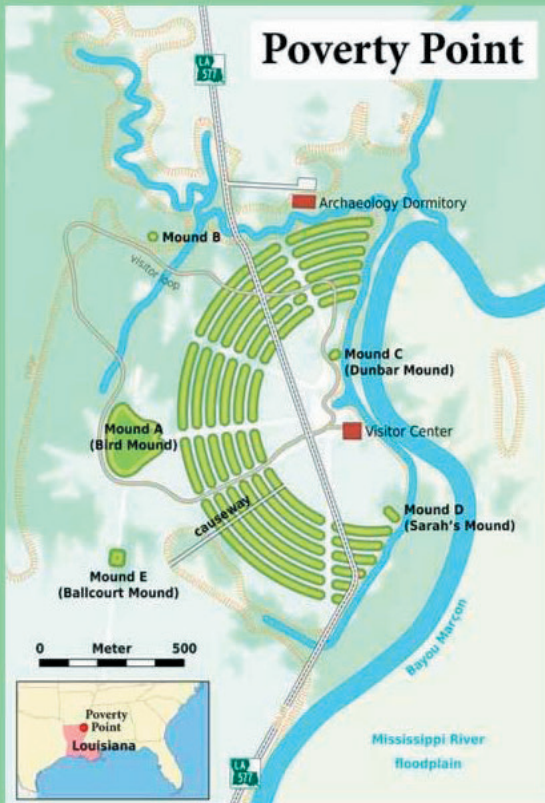 Poverty Point
LA
577
Archaeology Dormitory
Mound B
visitor loop
Mound C
(Dunbar Mound)
Mound A
(Bird Mound)
Visitor Center
causeway
Mound D
(Sarah's Mound)
Mound E
(Ballcourt Mound)
0 Meter 500
Bayou Marçon
Poverty
Point
Louisiana
Mississippi River
floodplain
LA
577